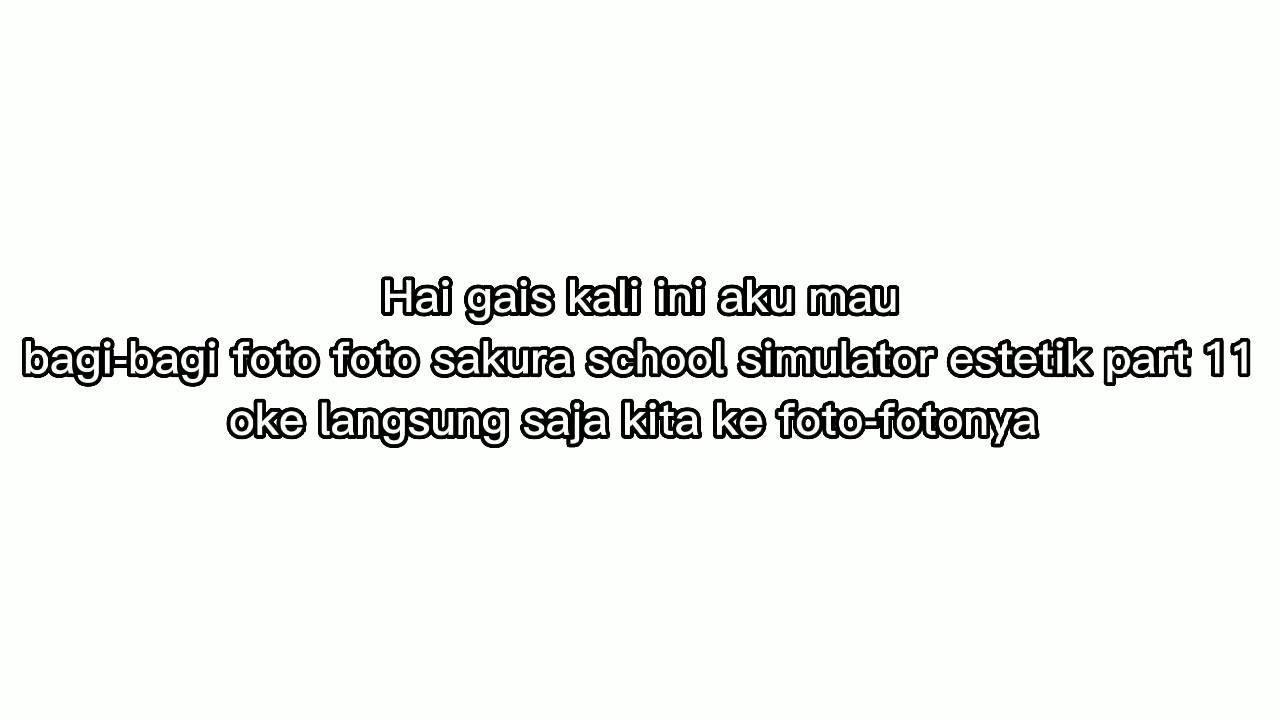 Hai gais kali ini aku mau
bagi-bagi foto foto sakura school simulator estetik part 11
oke langsung saja kita ke foto-fotonya